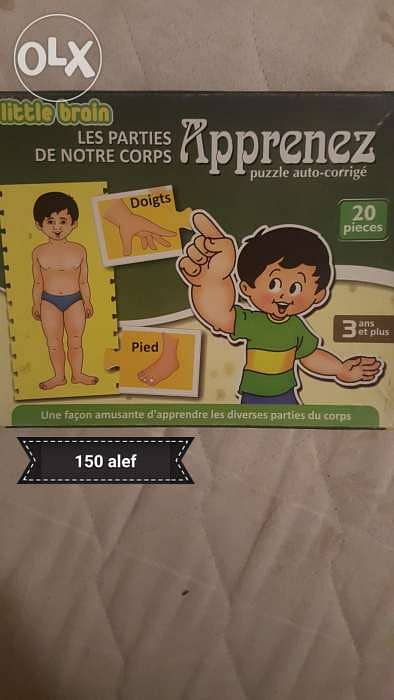 OLX
little brain
LES PARTIES
DE NOTRE CORPS
Apprenez
puzzle auto-corrigé
Doigts
20
pieces
3 ans
et plus
Pied
Une façon amusante d'apprendre les diverses parties du corps
150 alef